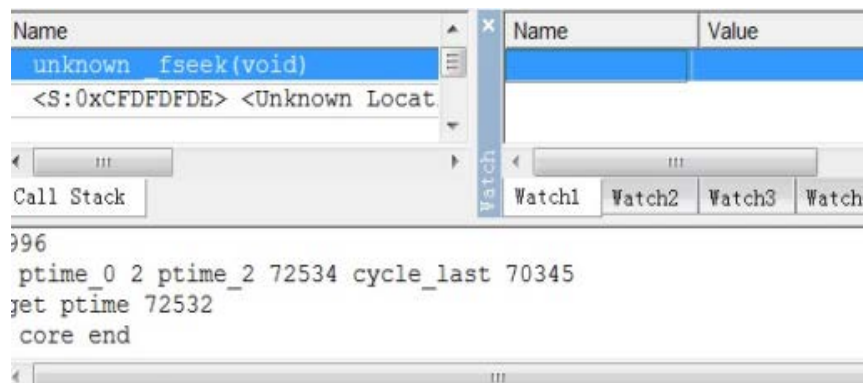 Name
unknown _fseek(void)
<S:0xCFDFDFDE> <Unknown Locat
Call Stack
Watch
Name Value
Watch1 Watch2 Watch3 Watch
996
ptime_0 2 ptime_2 72534 cycle_last 70345
get ptime 72532
core end